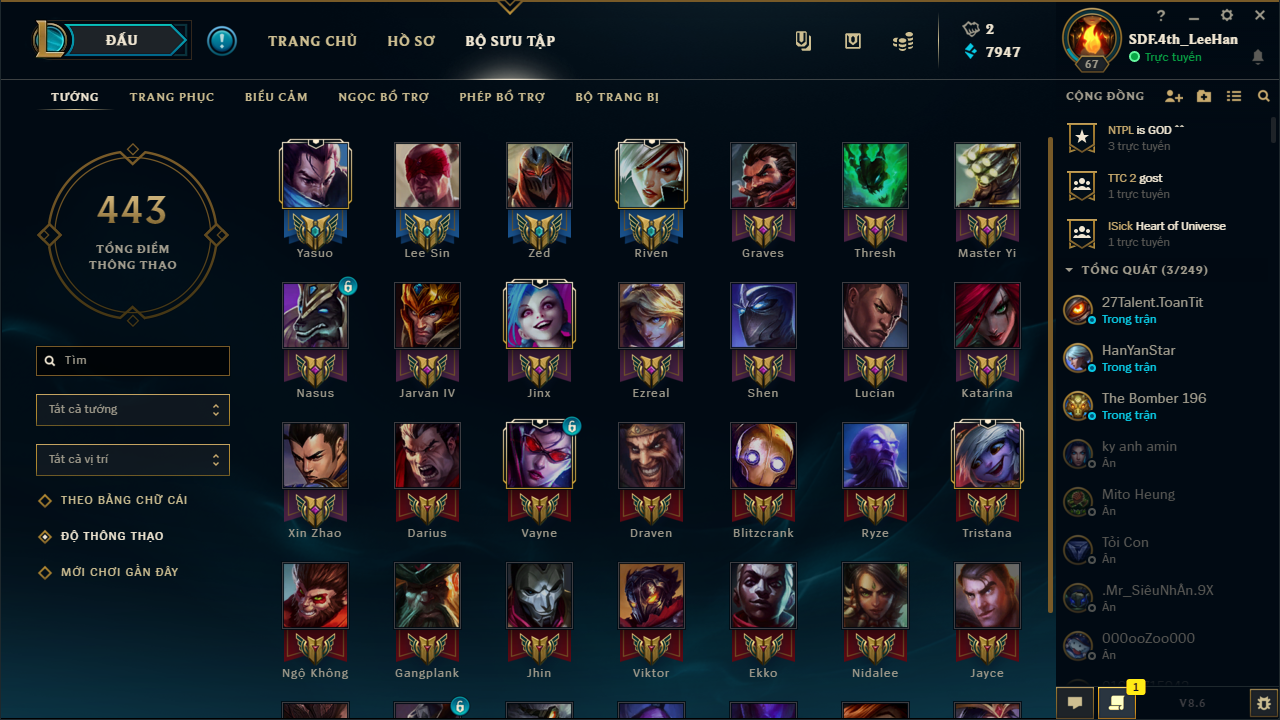 ĐẤU
TRANG CHỦ
HỒ SƠ
BỘ SƯU TẬP
2
7947
67
SDF.4th_LeeHan
Trực tuyến
TƯỚNG
TRANG PHỤC
BIỂU CẢM
NGỌC BỔ TRỢ
PHÉP BỔ TRỢ
BỘ TRANG BỊ
443
TỔNG ĐIỂM
THÔNG THẠO
Tìm
Tất cả tướng
Tất cả vị trí
THEO BẢNG CHỮ CÁI
ĐỘ THÔNG THẠO
MỚI CHƠI GẦN ĐÂY
Yasuo
Lee Sin
Zed
Riven
Graves
Thresh
Master Yi
6
Nasus
Jarvan IV
Jinx
Ezreal
Shen
Lucian
Katarina
6
Xin Zhao
Darius
Vayne
Draven
Blitzcrank
Ryze
Tristana
Ngộ Không
Gangplank
Jhin
Viktor
Ekko
Nidalee
Jayce
6
CỘNG ĐỒNG
NTPL is GOD ^^
3 trực tuyến
TTC 2 gost
1 trực tuyến
ISick Heart of Universe
1 trực tuyến
TỔNG QUÁT (3/249)
27Talent.ToanTit
Trong trận
HanYanStar
Trong trận
The Bomber 196
Trong trận
ky anh amin
Ẩn
Mito Heung
Ẩn
Tỏi Con
Ẩn
.Mr_SiêuNhÂn.9X
Ẩn
000ooZoo000
Ẩn
1
V8.6